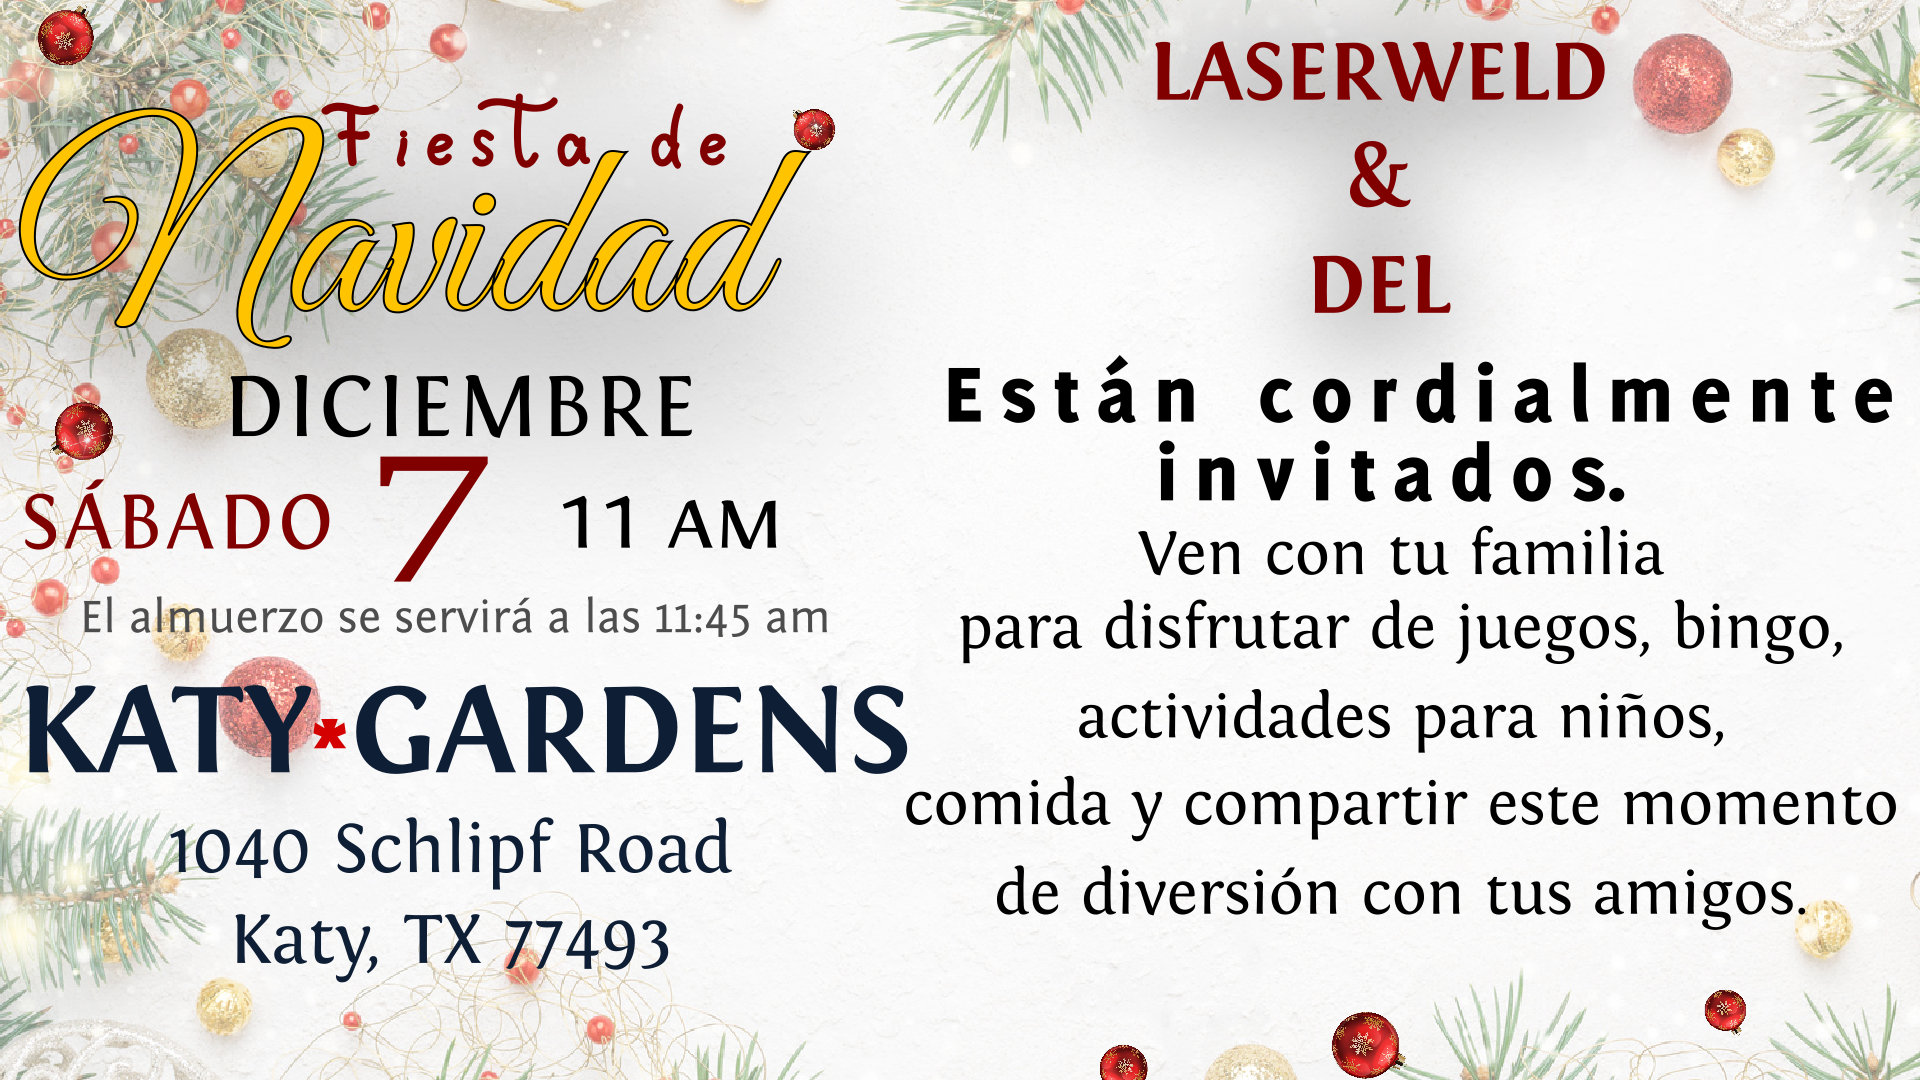 Fiesta de
Navidad
DICIEMBRE
SÁBADO 7 11 AM
El almuerzo se servirá a las 11:45 am
KATY*GARDENS
1040 Schlipf Road
Katy, TX 77493
LASERWELD
&
DEL
Están cordialmente
invitados.
Ven con tu familia
para disfrutar de juegos, bingo,
actividades para niños,
comida y compartir este momento
de diversión con tus amigos.